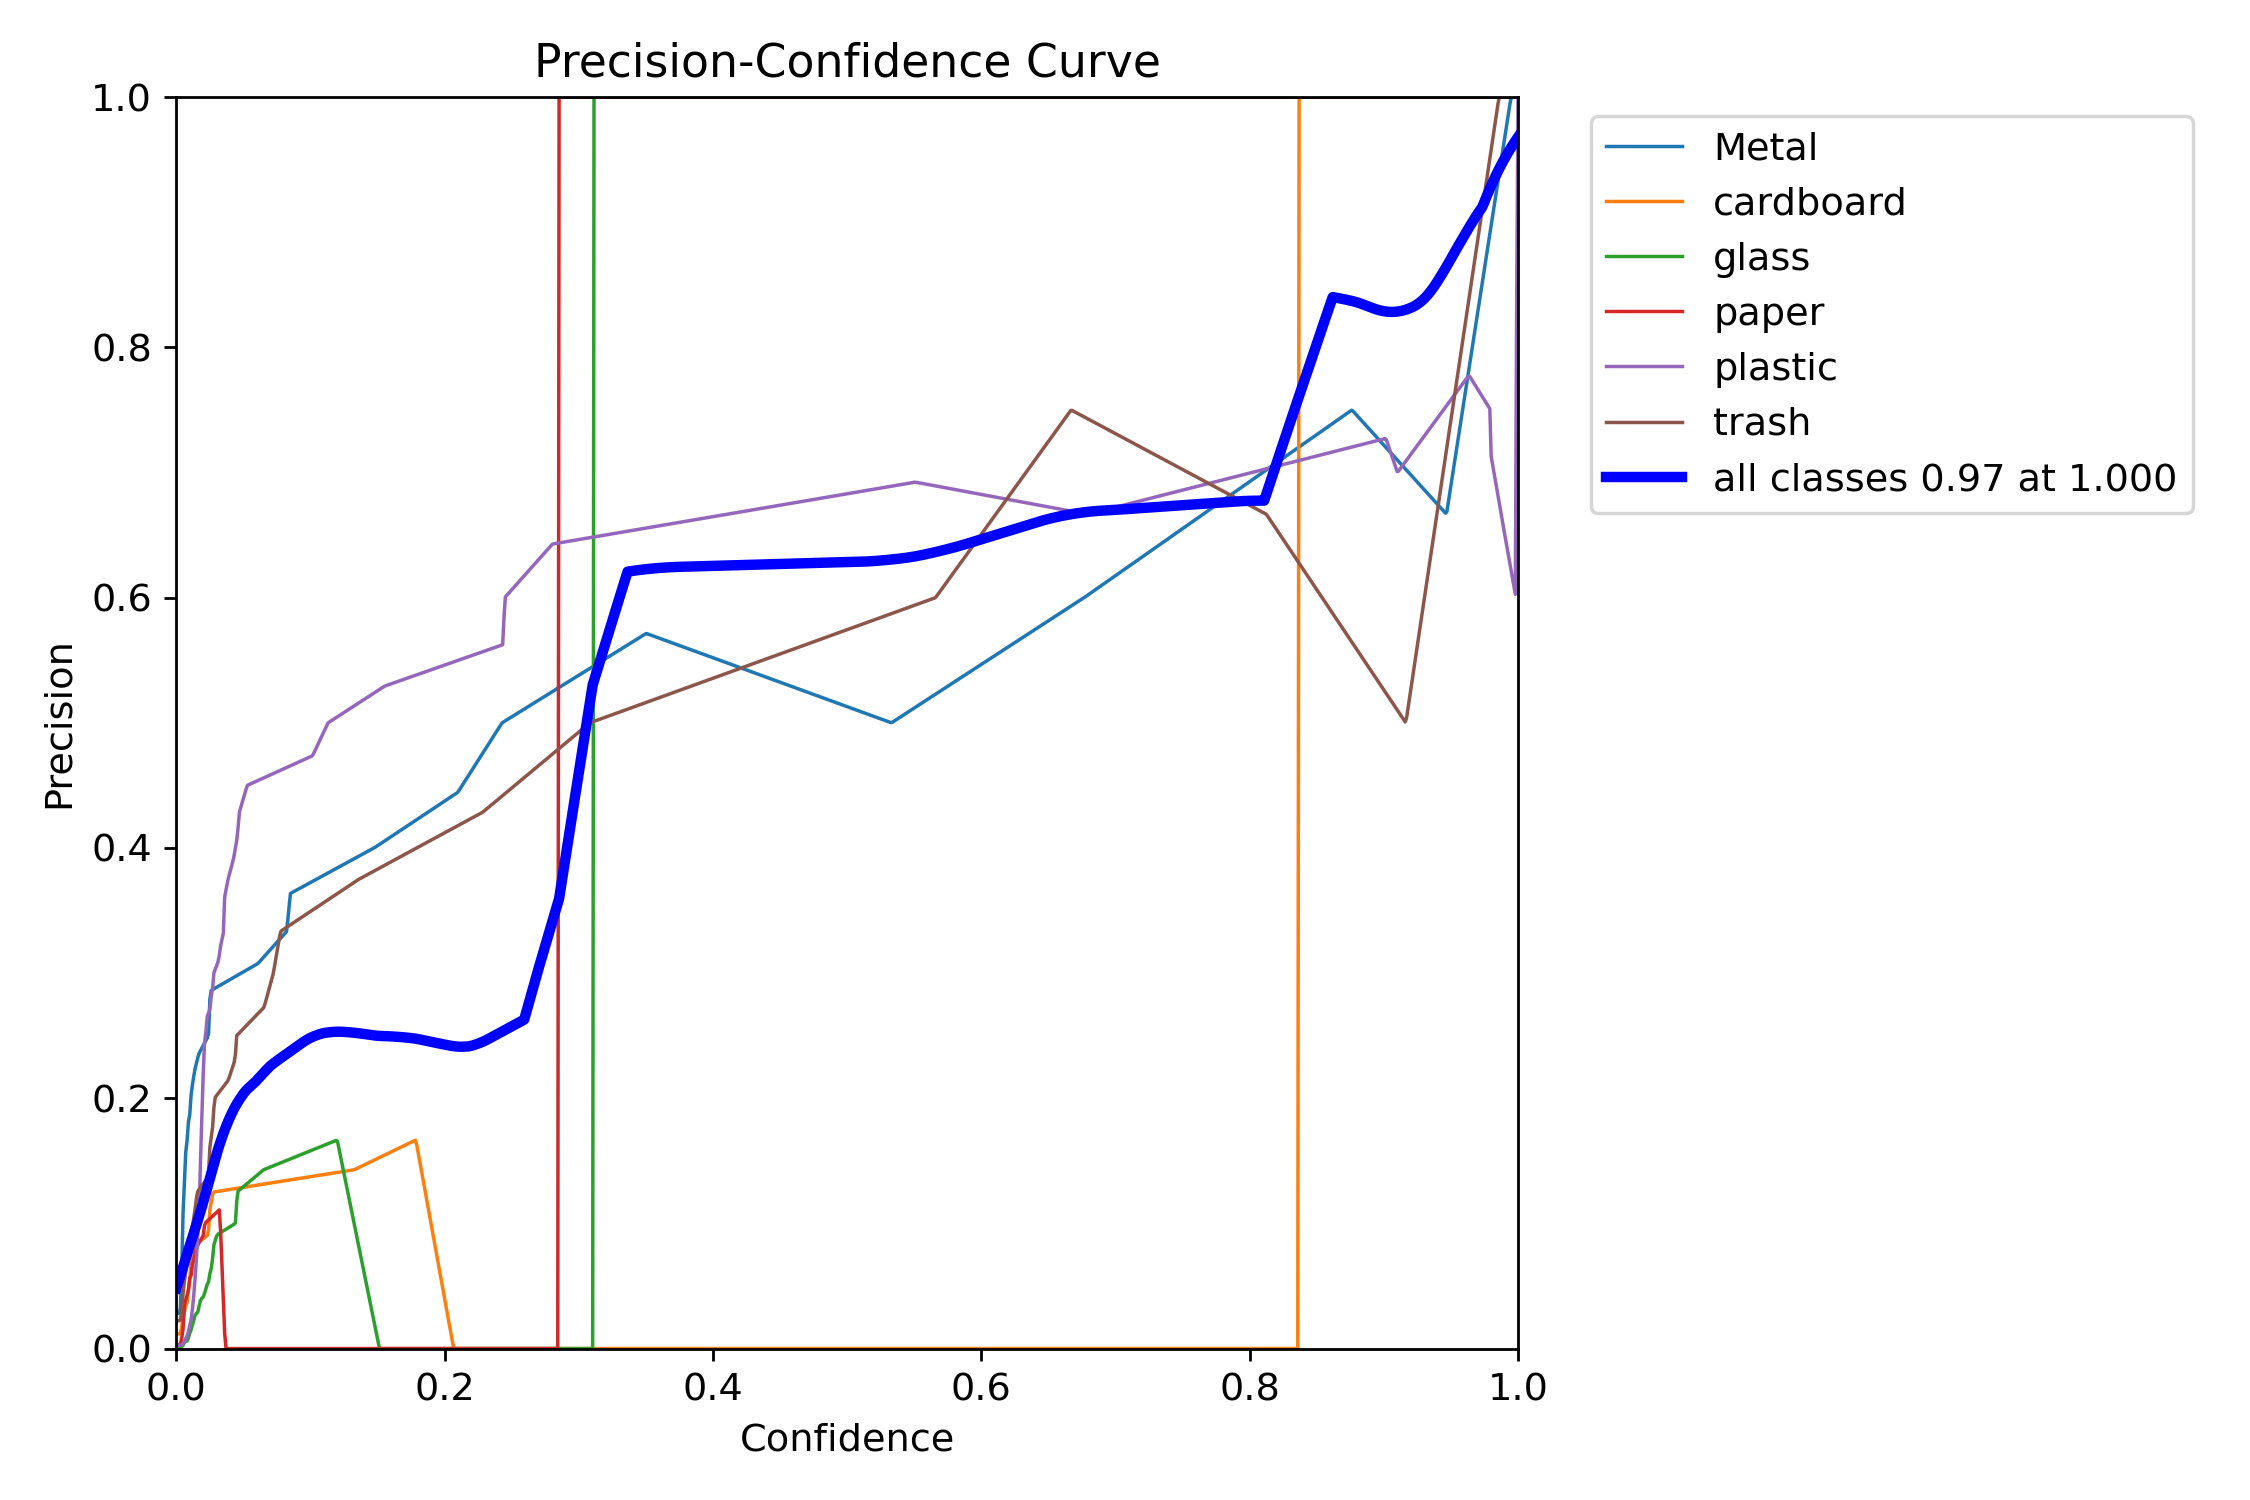 Precision-Confidence Curve
1.0
0.8
0.6
0.4
0.2
0.0
Precision
0.0 0.2 0.4 0.6 0.8 1.0
Confidence
Metal
cardboard
glass
paper
plastic
trash
all classes 0.97 at 1.000